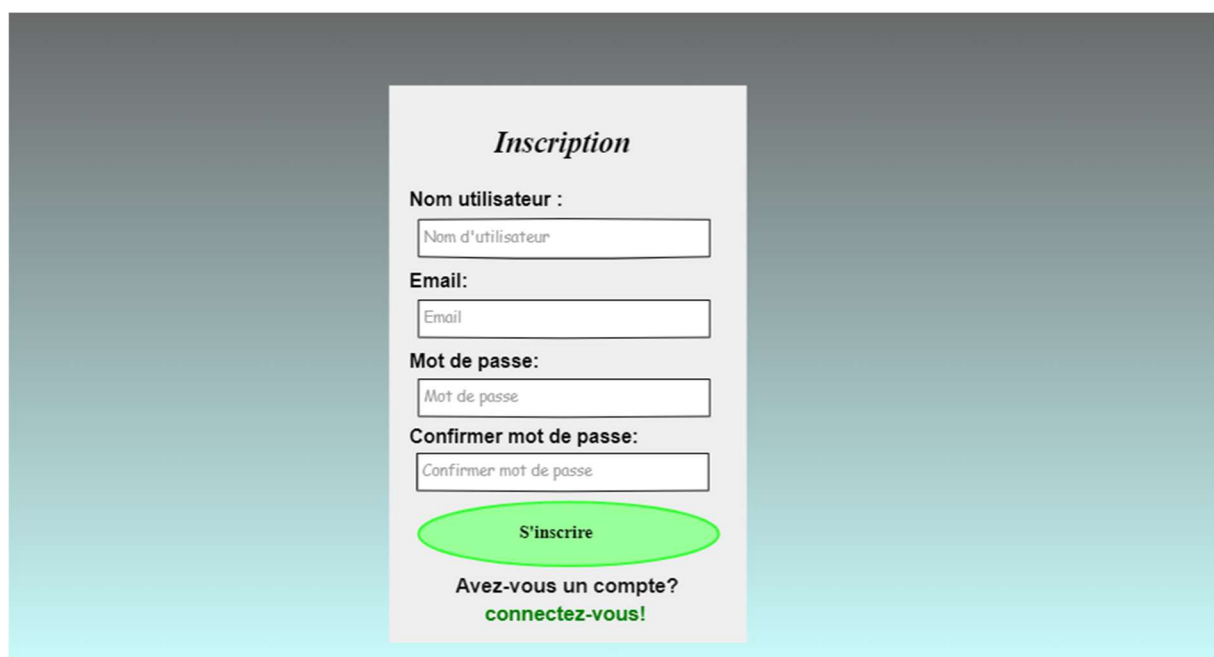 Inscription
Nom utilisateur :
Nom d'utilisateur
Email:
Email
Mot de passe:
Mot de passe
Confirmer mot de passe:
Confirmer mot de passe
S'inscrire
Avez-vous un compte?
connectez-vous!